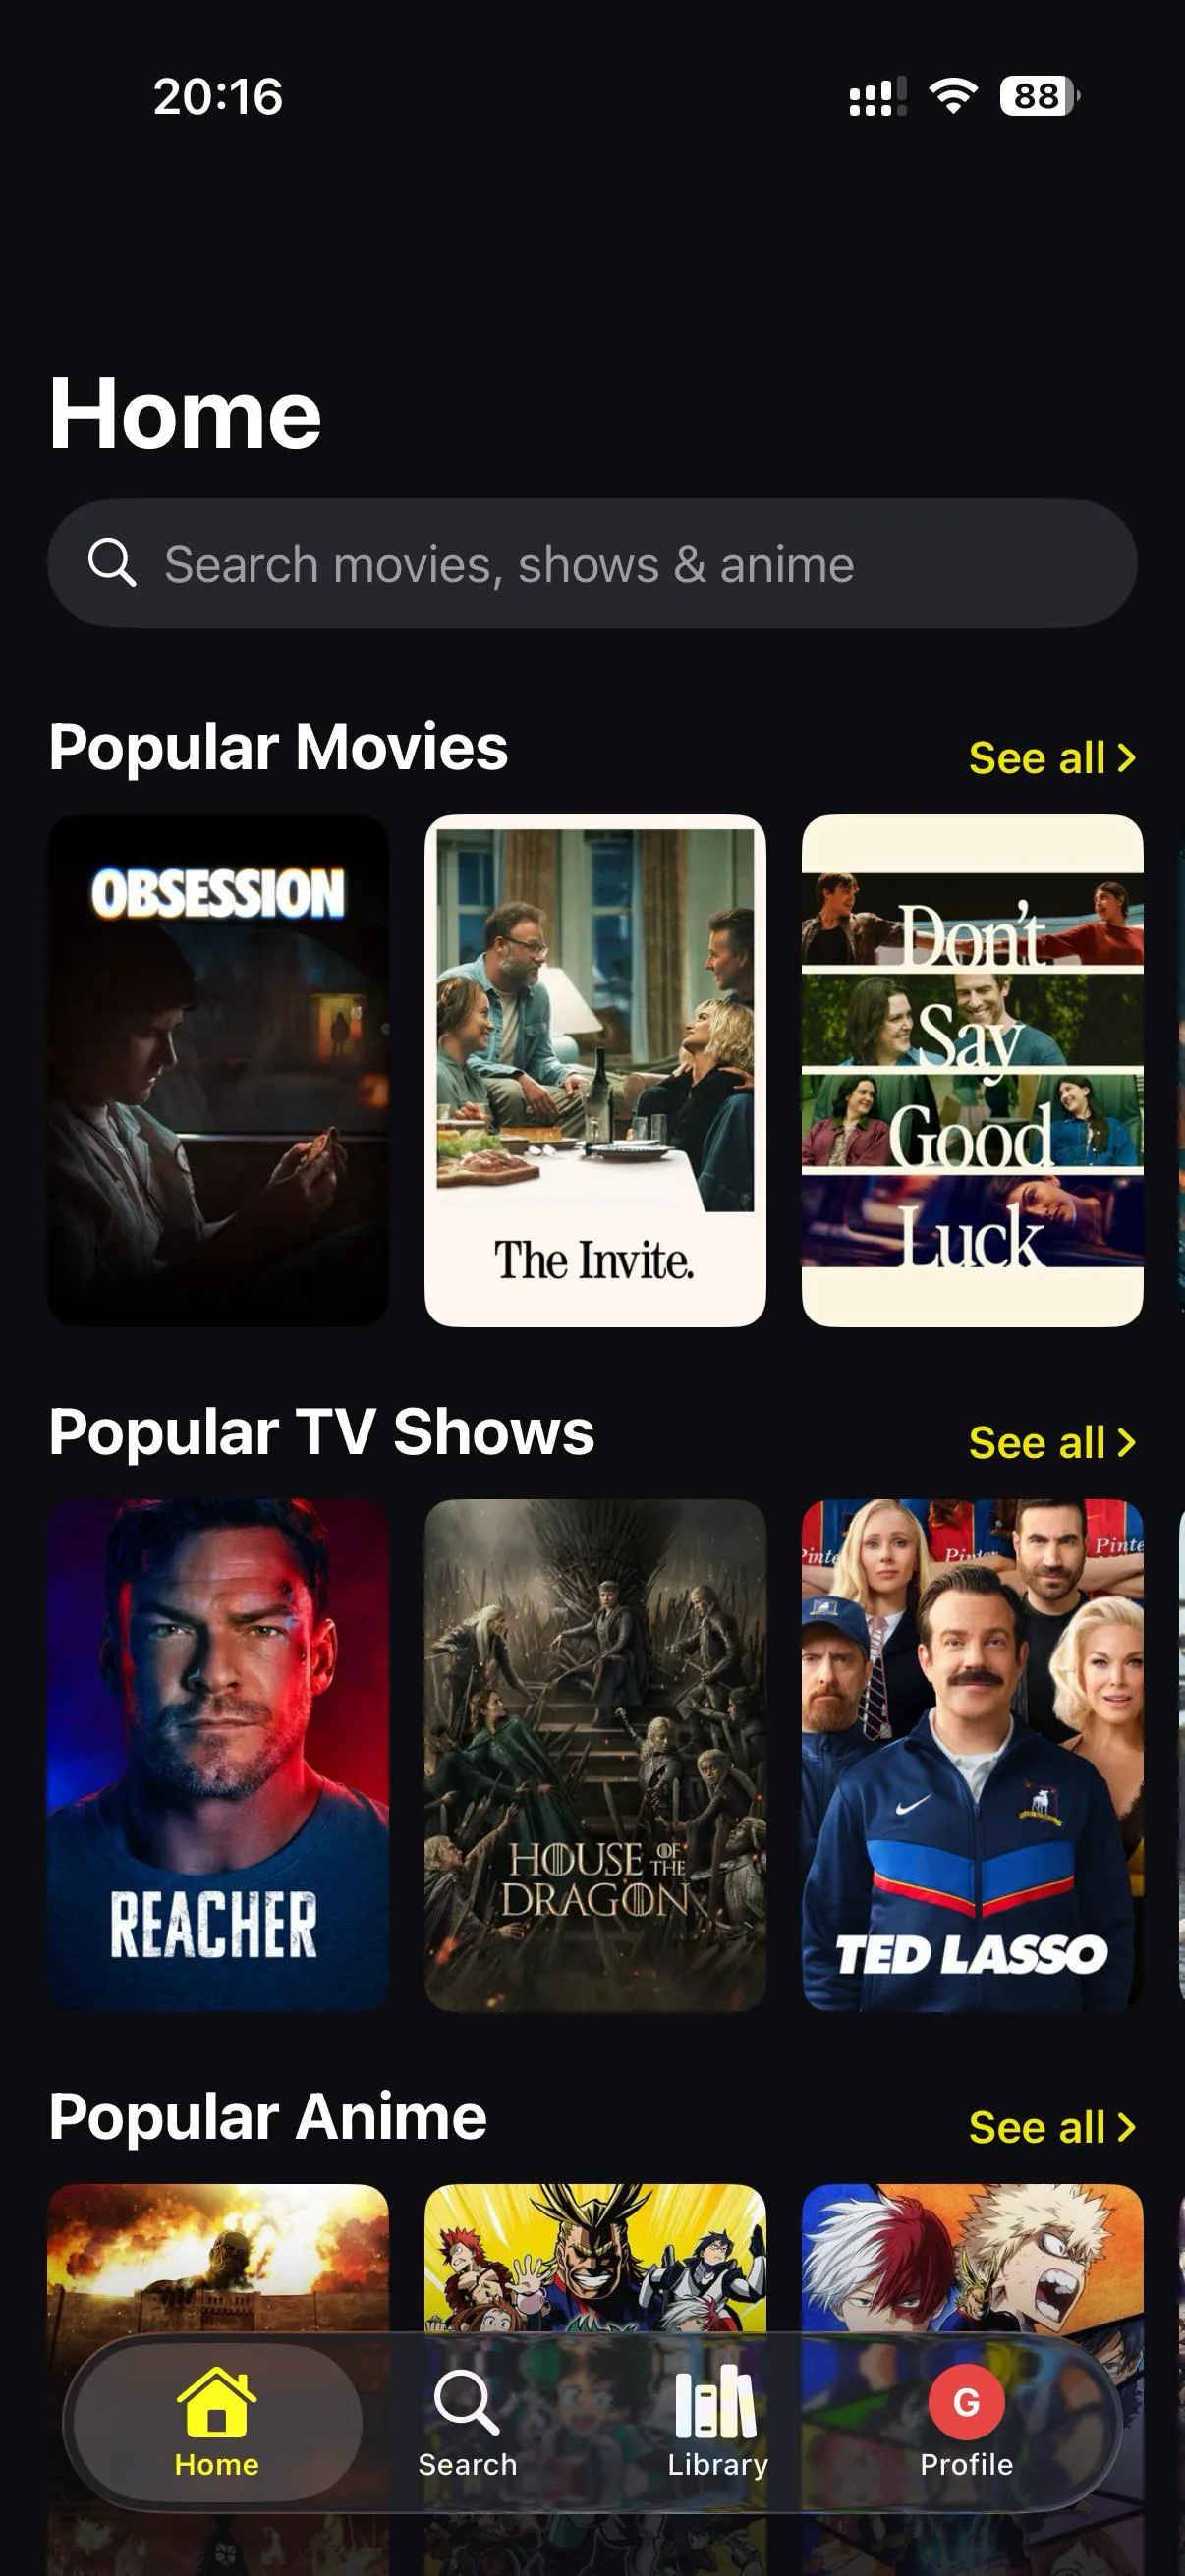 20:16
88
Home
Search movies, shows & anime
Popular Movies
See all
OBSESSION
The Invite.
Don't
Say
Good
Luck
Popular TV Shows
See all
REACHER
HOUSE OF THE
DRAGON
Pinte
TED LASSO
Popular Anime
See all
Home
Search
Library
G
Profile